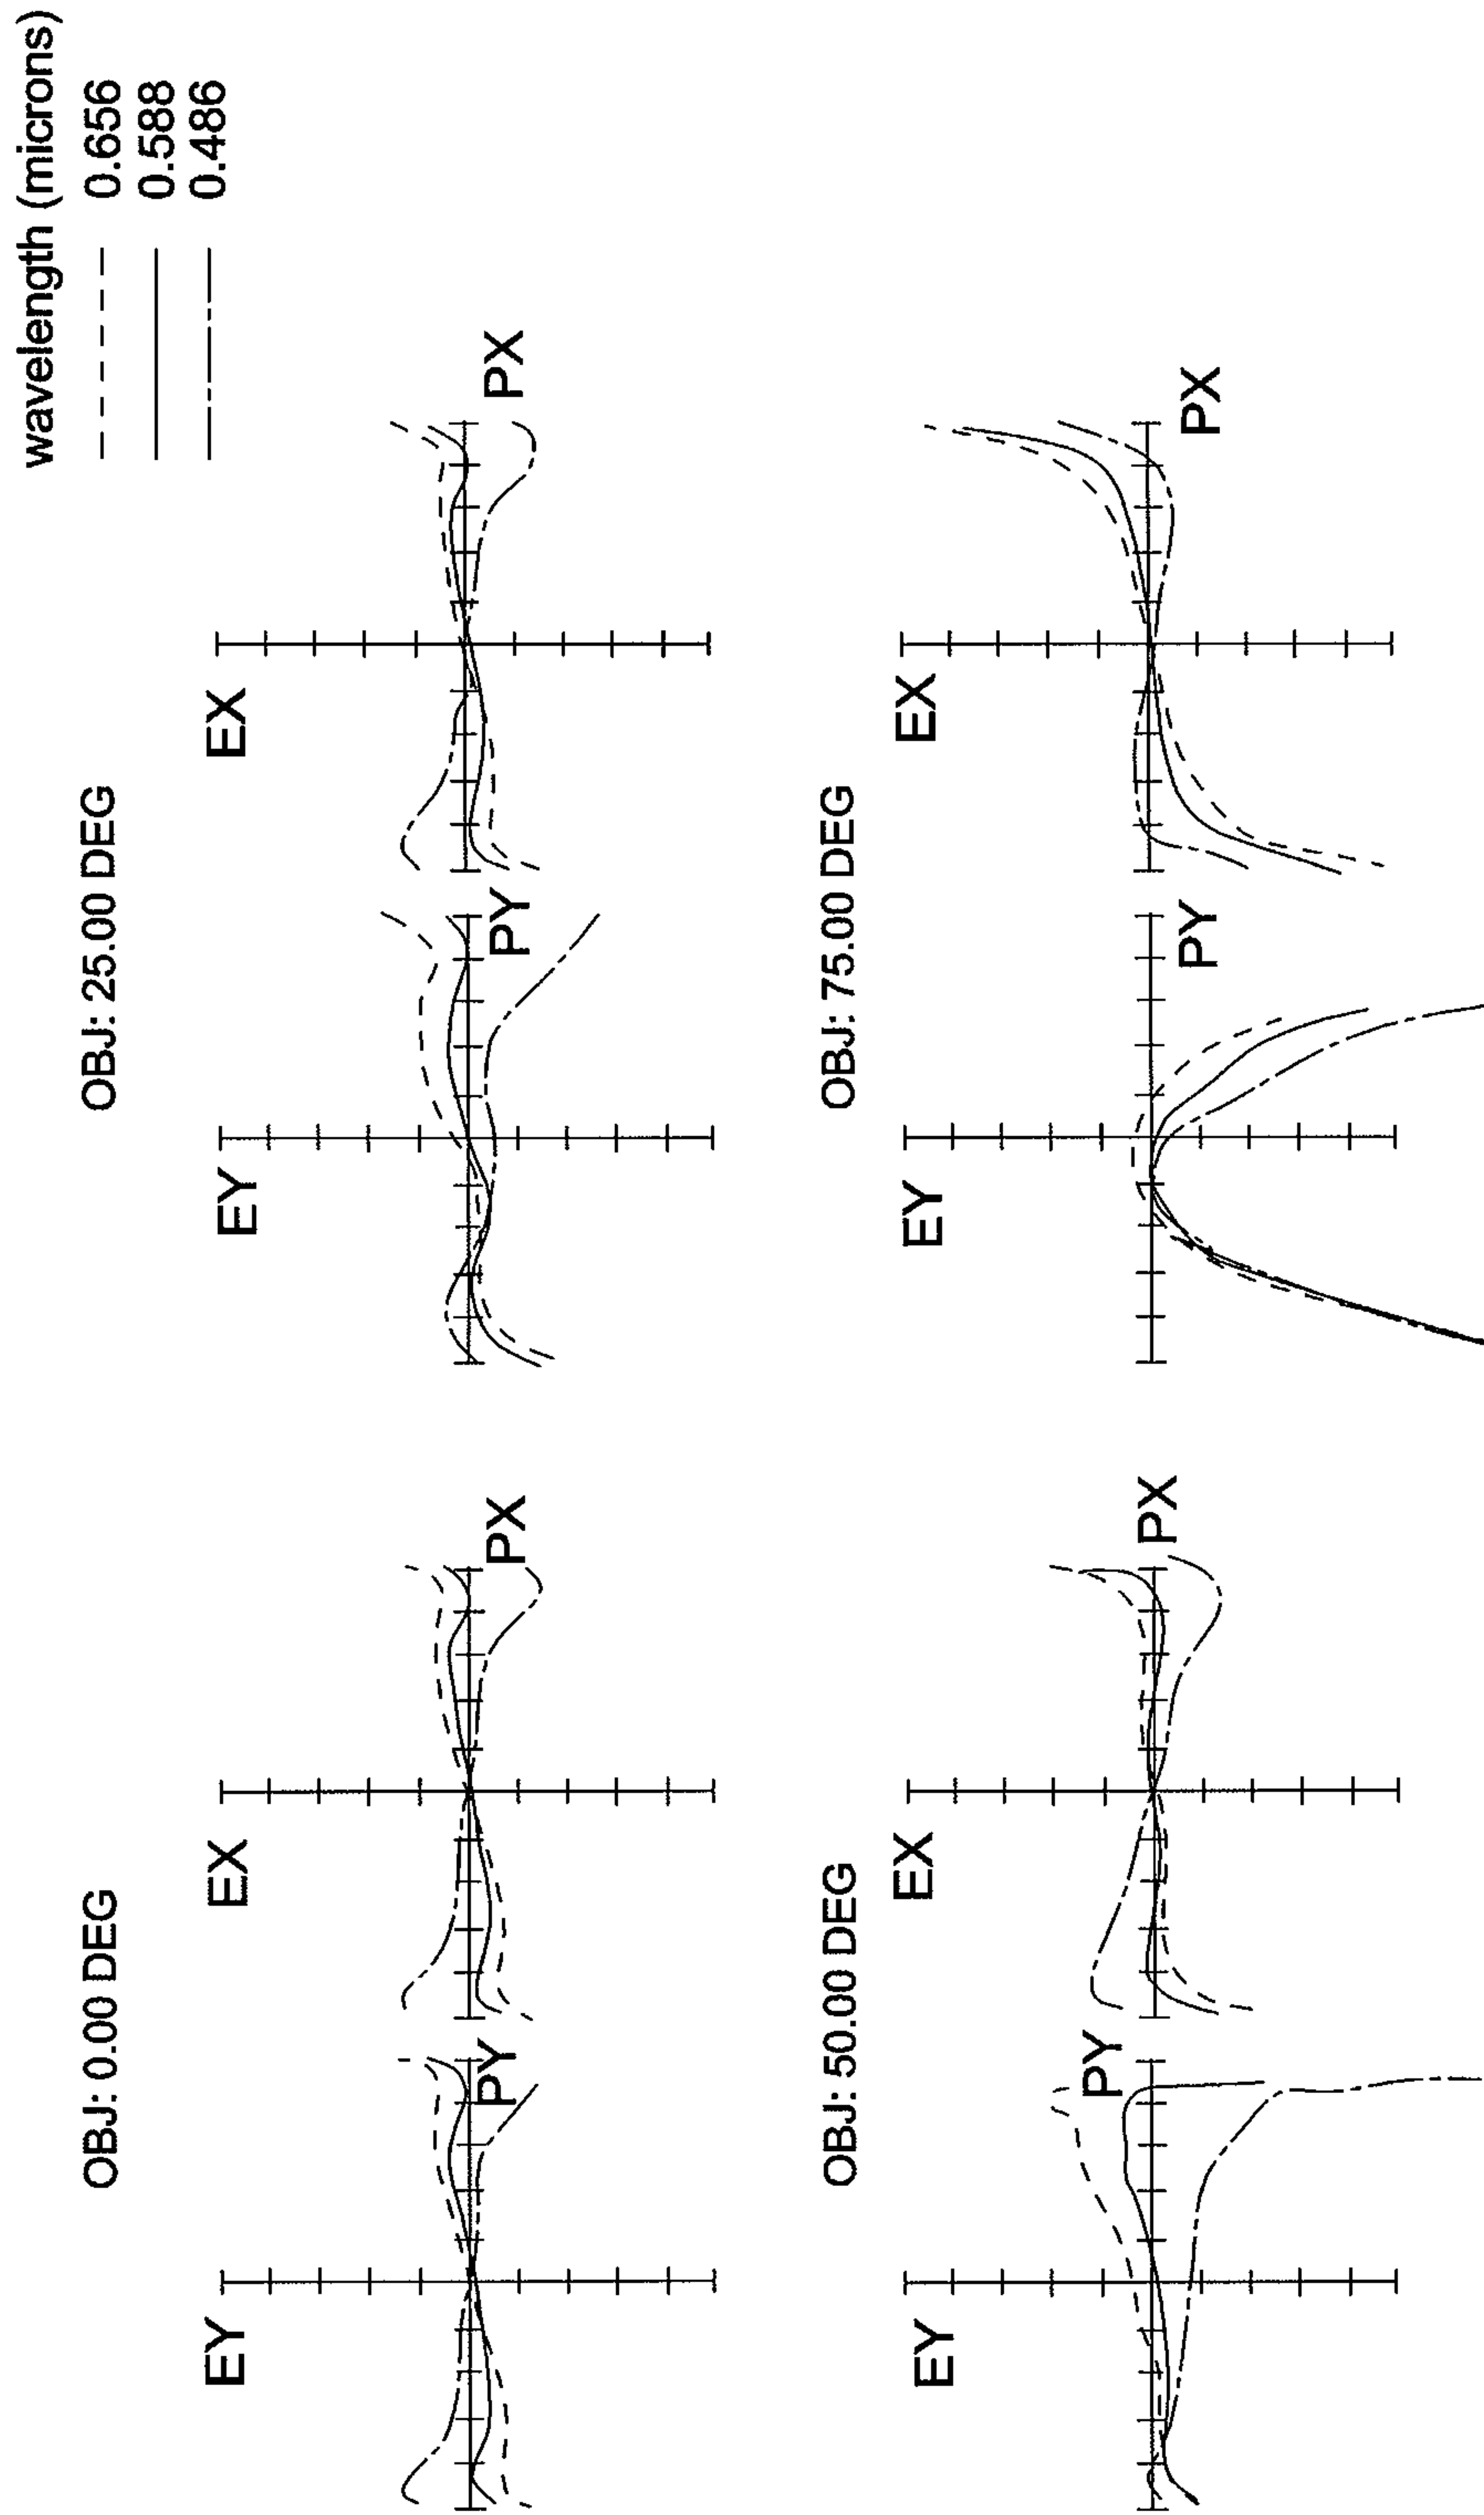 wavelength (microns)
0.656
0.588
0.486
OBJ: 0.00 DEG
EY
PY
EX
PX
OBJ: 25.00 DEG
EY
PY
EX
PX
OBJ: 50.00 DEG
EY
PY
EX
PX
OBJ: 75.00 DEG
EY
PY
EX
PX